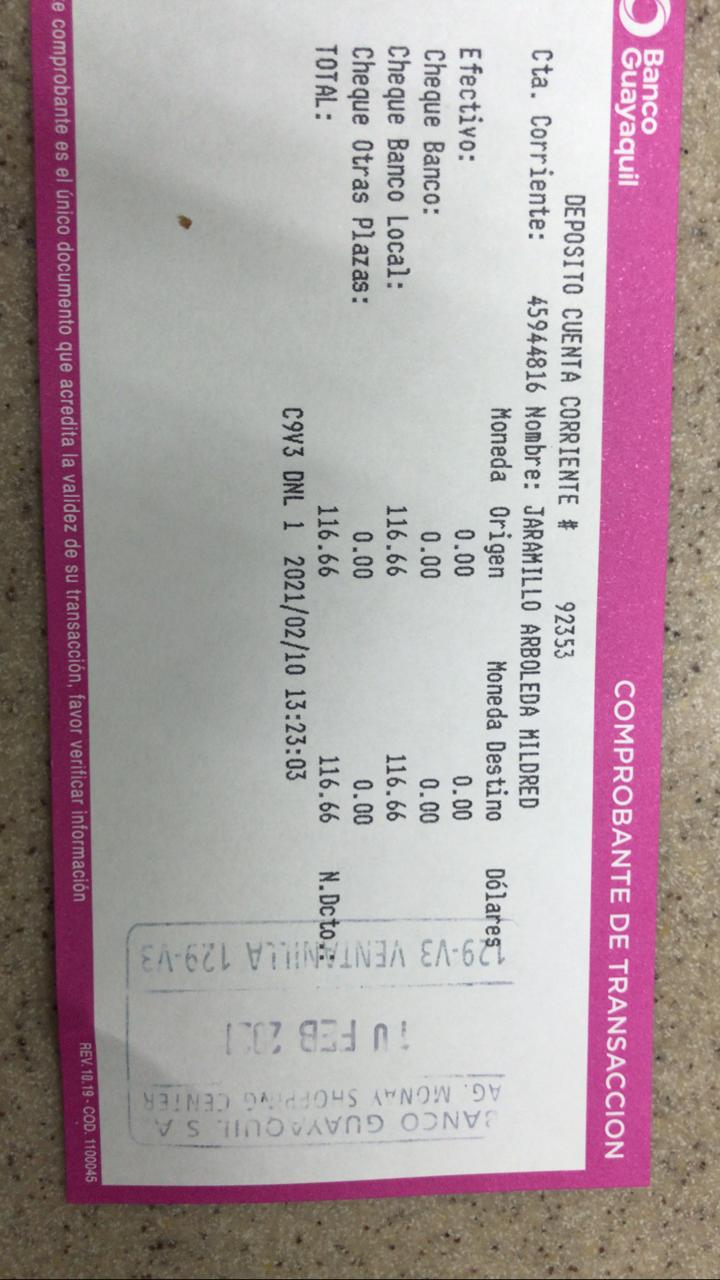 Banco
Guayaquil
COMPROBANTE DE TRANSACCION
DEPOSITO CUENTA CORRIENTE # 92353
Cta. Corriente: 45944816 Nombre: JARAMILLO ARBOLEDA MILDRED
Moneda Origen Moneda Destino Dólares
Efectivo: 0.00 0.00
Cheque Banco: 0.00 0.00
Cheque Banco Local: 116.66 116.66
Cheque Otras Plazas: 0.00 0.00
TOTAL: 116.66 116.66 N.Dcto.:
C9V3 DNL 1 2021/02/10 13:23:03
BANCO GUAYAQUIL S A
AG. MONAY SHOPPING CENTER
FEB
129-V3 VENTANILLA 129-V3
comprobante es el único documento que acredita la validez de su transacción, favor verificar información
REV. 10.19 - COD. 1100045